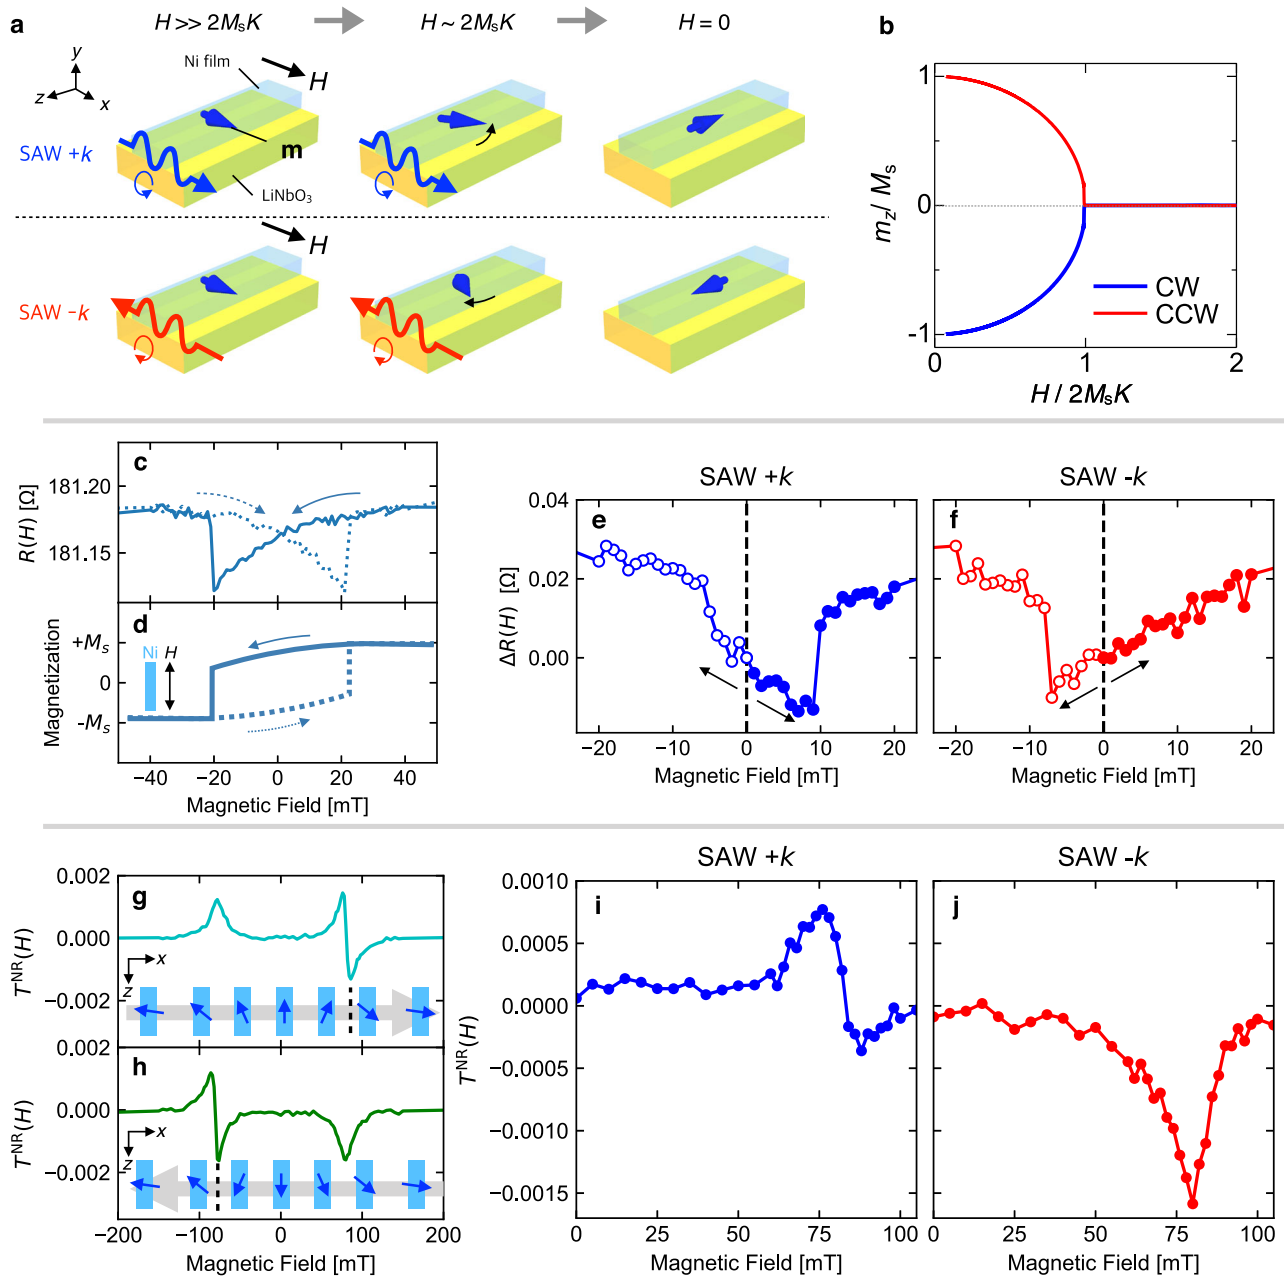 a
H >> 2MsK
H ~ 2MsK
H = 0
y
z
x
Ni film
H
SAW +k
m
LiNbO3
H
SAW −k
b
1
0
-1
mz/ Ms
CW
CCW
0
1
2
H / 2MsK
c
181.20
181.15
R(H) [Ω]
d
+Ms
0
-Ms
Magnetization
Ni
H
−40
−20
0
20
40
Magnetic Field [mT]
SAW +k
e
0.04
0.02
0.00
ΔR(H) [Ω]
−20
−10
0
10
20
Magnetic Field [mT]
SAW -k
f
−20
−10
0
10
20
Magnetic Field [mT]
g
0.002
0.000
−0.002
TNR(H)
x
z
h
0.002
0.000
−0.002
TNR(H)
x
z
−200
−100
0
100
200
Magnetic Field [mT]
SAW +k
i
0.0010
0.0005
0.0000
−0.0005
−0.0010
−0.0015
TNR(H)
0
25
50
75
100
Magnetic Field [mT]
SAW -k
j
0
25
50
75
100
Magnetic Field [mT]